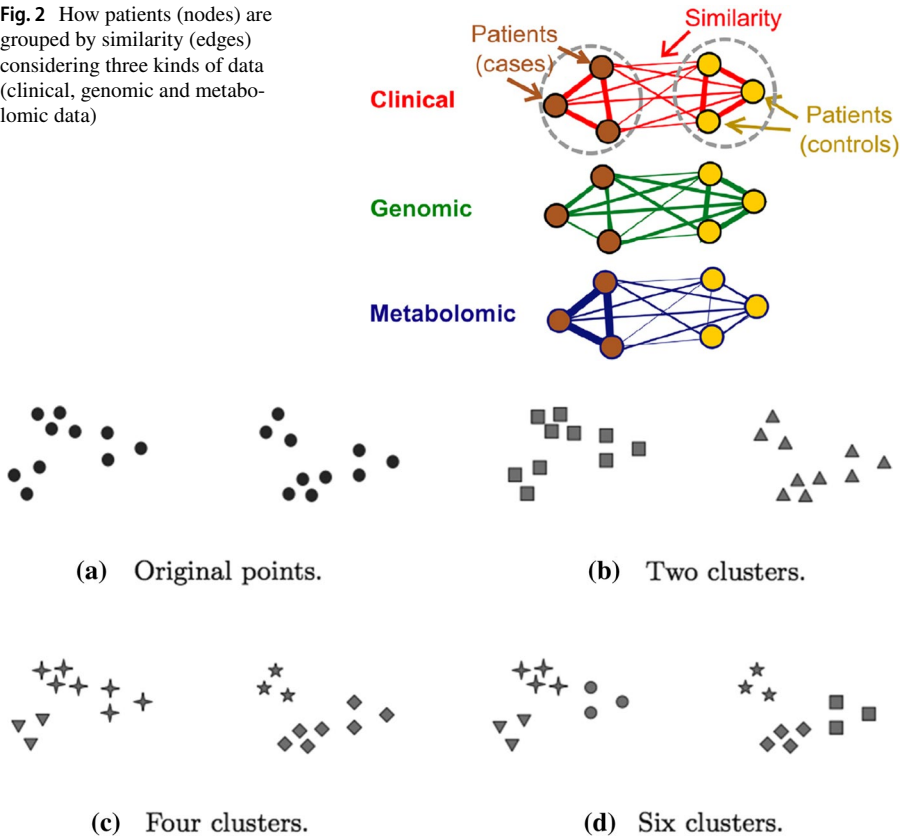 Fig. 2 How patients (nodes) are
grouped by similarity (edges)
considering three kinds of data
(clinical, genomic and metabo-
lomic data)
Similarity
Patients
(cases)
Clinical
Patients
(controls)
Genomic
Metabolomic
(a) Original points.
(b) Two clusters.
(c) Four clusters.
(d) Six clusters.